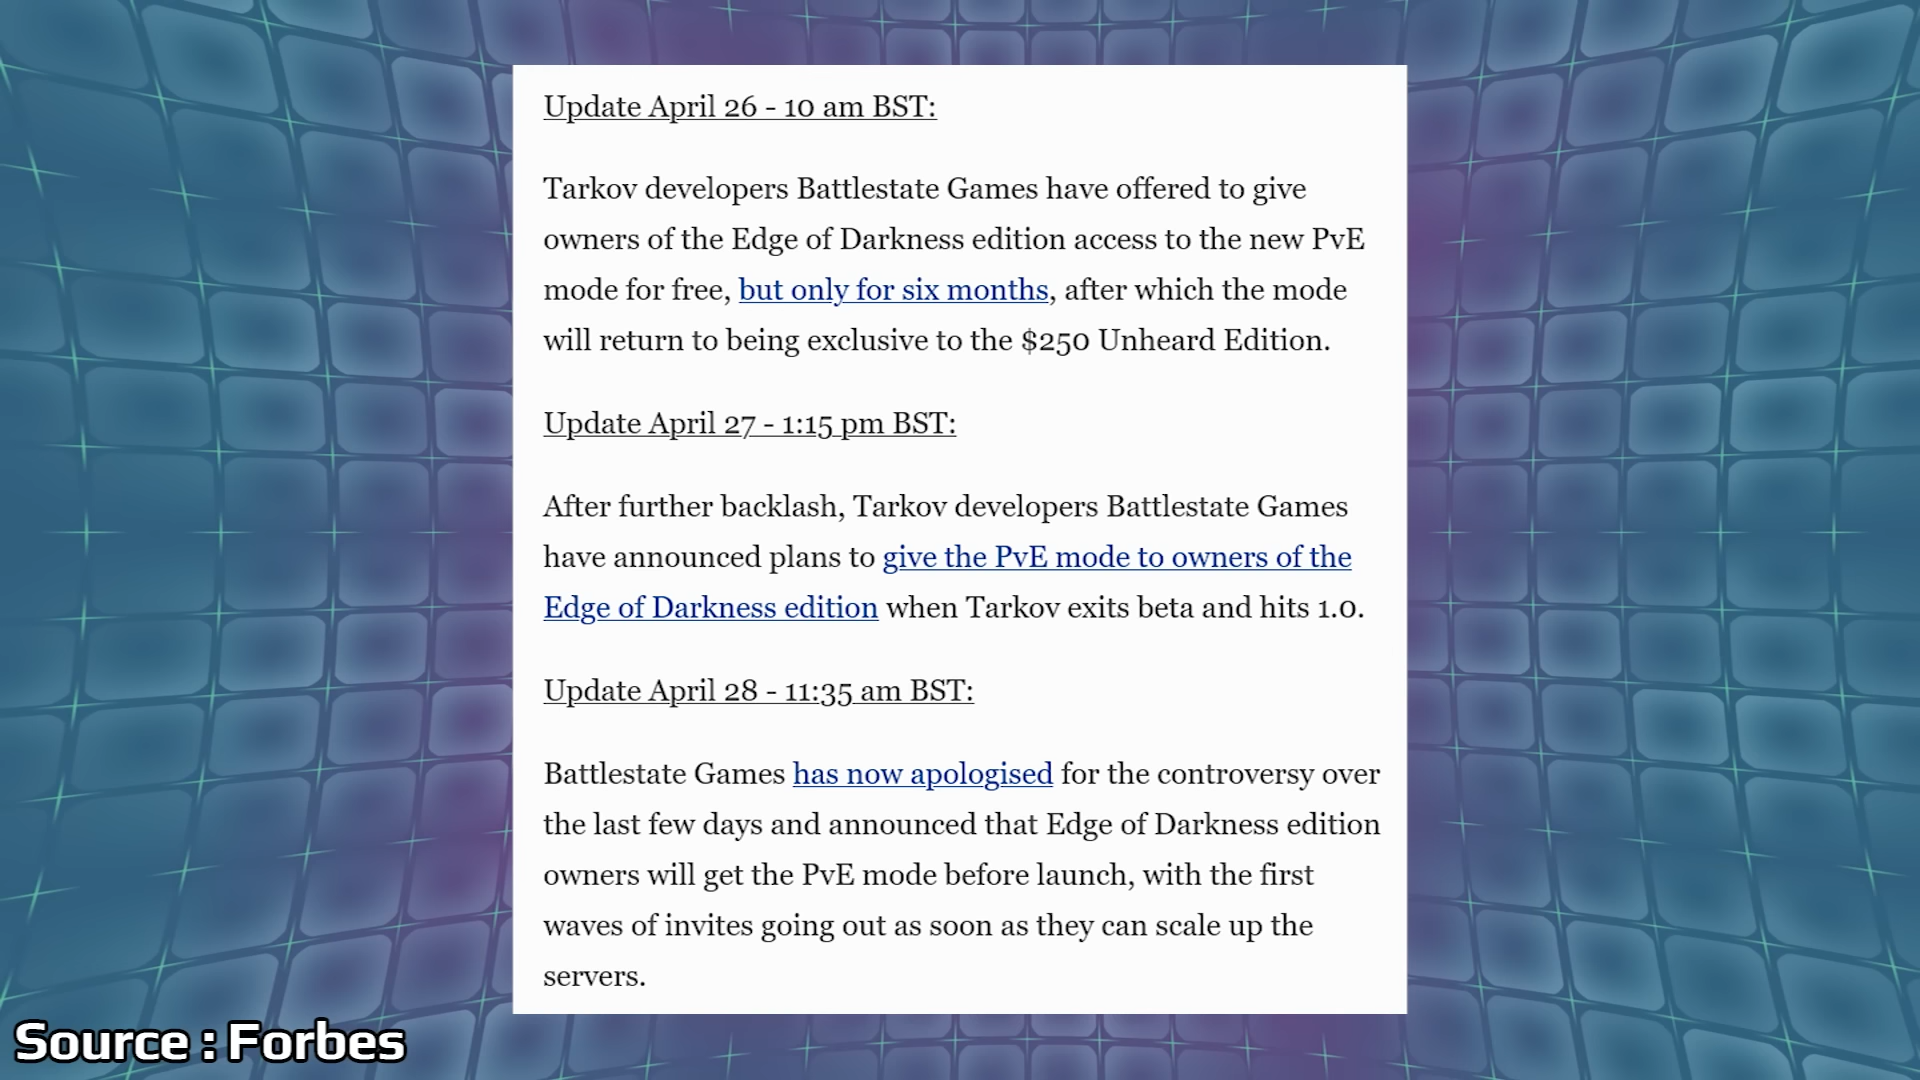 Update April 26 - 10 am BST:
Tarkov developers Battlestate Games have offered to give
owners of the Edge of Darkness edition access to the new PvE
mode for free, but only for six months, after which the mode
will return to being exclusive to the $250 Unheard Edition.
Update April 27 - 1:15 pm BST:
After further backlash, Tarkov developers Battlestate Games
have announced plans to give the PvE mode to owners of the
Edge of Darkness edition when Tarkov exits beta and hits 1.0.
Update April 28 - 11:35 am BST:
Battlestate Games has now apologised for the controversy over
the last few days and announced that Edge of Darkness edition
owners will get the PvE mode before launch, with the first
waves of invites going out as soon as they can scale up the
servers.
Source : Forbes